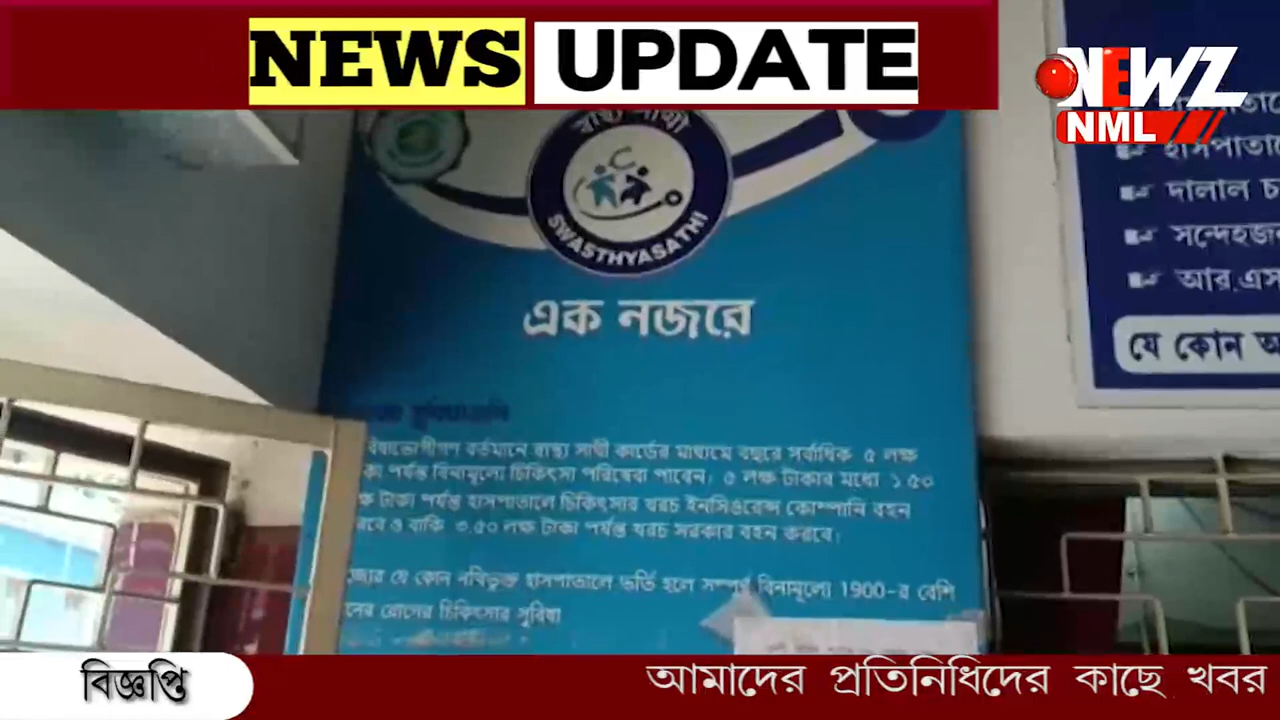 NEWS UPDATE
NEWZ
NML
স্বাস্থ্য সাথী
SWASTHYASATHI
এক নজরে
বর্তমানে স্বাস্থ্য সাথী কার্ডের মাধ্যমে বছরে সর্বাধিক ৫ লক্ষ
পর্যন্ত বিনামূল্যে চিকিৎসা পরিষেবা পাবেন। ৫ লক্ষ টাকার মধ্যে ১.৫০
টাকা পর্যন্ত হাসপাতালে চিকিৎসার খরচ ইনসিওরেন্স কোম্পানি বহন
ও বাকি ৩.৫০ লক্ষ টাকা পর্যন্ত খরচ সরকার বহন করবে।
যে কোন নথিভুক্ত হাসপাতালে ভর্তি হলে সম্পূর্ণ বিনামূল্যে 1900-র বেশি
রোগের চিকিৎসার সুবিধা
হাসপাতালে
দালাল
সন্দেহজন
আর.এস
যে কোন
বিজ্ঞপ্তি
আমাদের প্রতিনিধিদের কাছে খবর